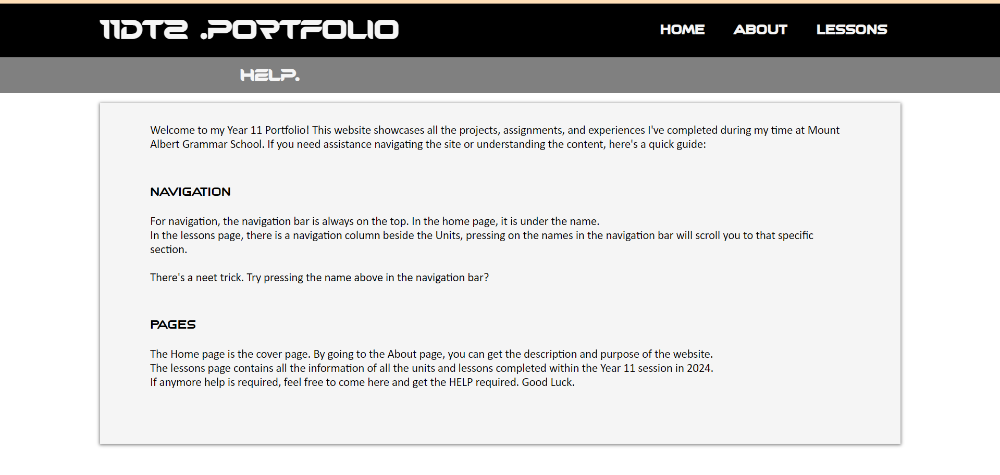 11DT2 .PORTFOLIO
HOME ABOUT LESSONS
HELP.
Welcome to my Year 11 Portfolio! This website showcases all the projects, assignments, and experiences I've completed during my time at Mount
Albert Grammar School. If you need assistance navigating the site or understanding the content, here's a quick guide:
NAVIGATION
For navigation, the navigation bar is always on the top. In the home page, it is under the name.
In the lessons page, there is a navigation column beside the Units, pressing on the names in the navigation bar will scroll you to that specific
section.
There's a neet trick. Try pressing the name above in the navigation bar?
PAGES
The Home page is the cover page. By going to the About page, you can get the description and purpose of the website.
The lessons page contains all the information of all the units and lessons completed within the Year 11 session in 2024.
If anymore help is required, feel free to come here and get the HELP required. Good Luck.